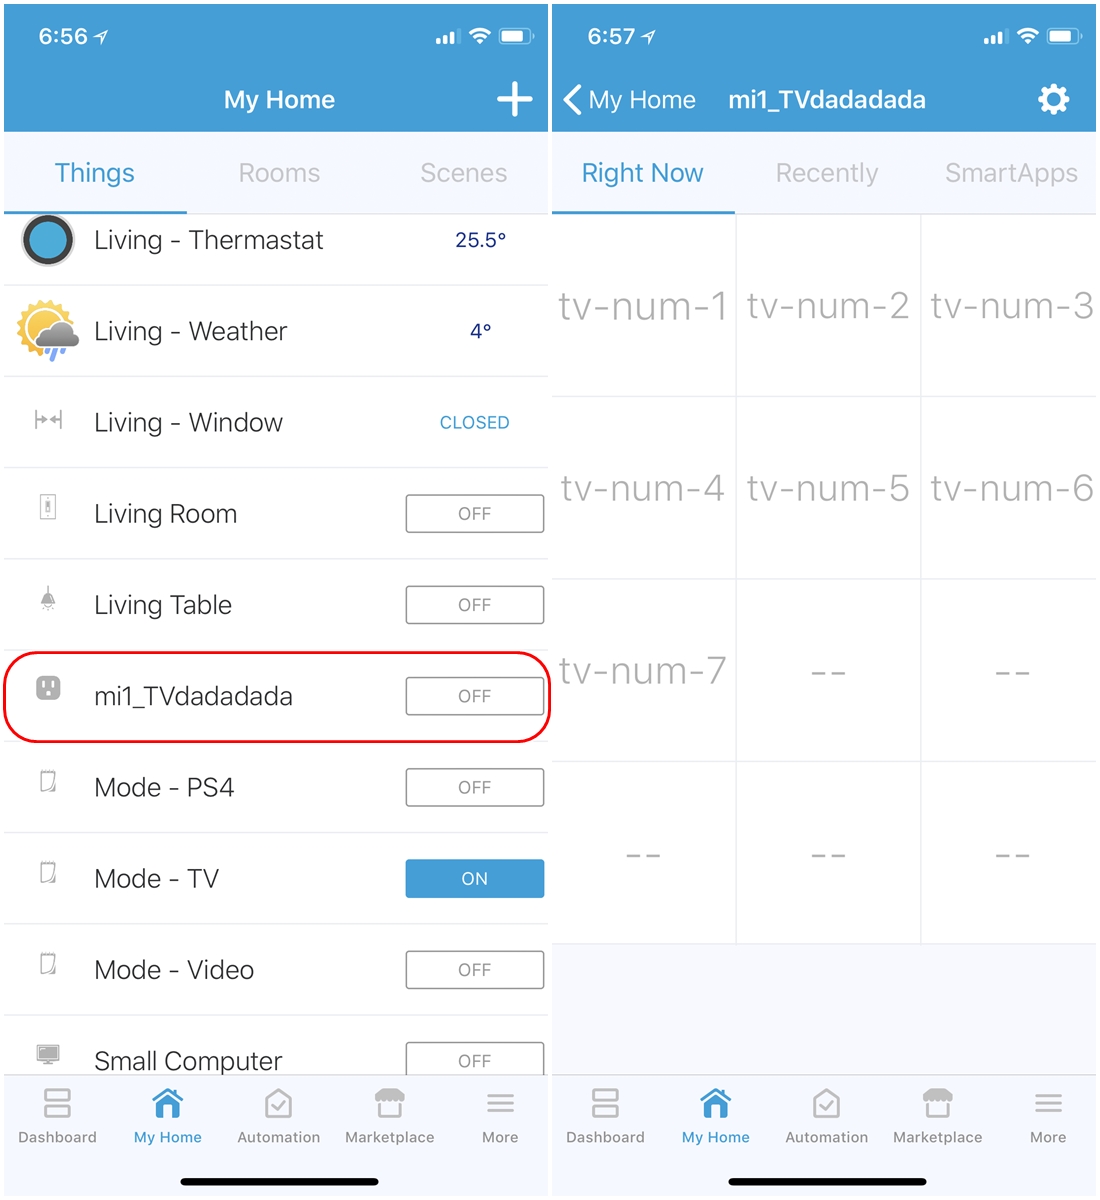 6:56
My Home
Things Rooms Scenes
Living - Thermastat 25.5°
Living - Weather 4°
Living - Window CLOSED
Living Room OFF
Living Table OFF
mi1_TVdadadada OFF
Mode - PS4 OFF
Mode - TV ON
Mode - Video OFF
Small Computer OFF
Dashboard My Home Automation Marketplace More
6:57
My Home mi1_TVdadadada
Right Now Recently SmartApps
tv-num-1 tv-num-2 tv-num-3
tv-num-4 tv-num-5 tv-num-6
tv-num-7 -- --
-- -- --
Dashboard My Home Automation Marketplace More